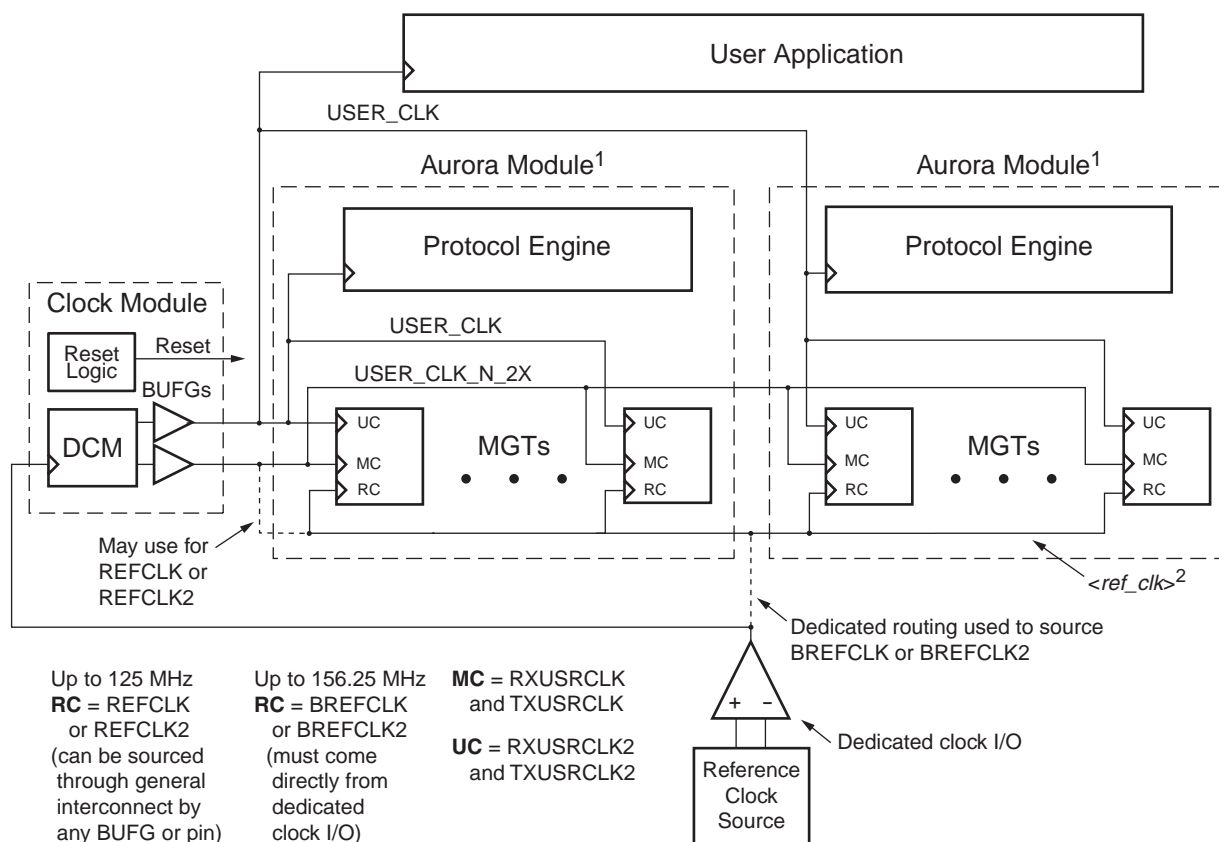 User Application
USER_CLK
Aurora Module1
Aurora Module1
Protocol Engine
Protocol Engine
Clock Module
Reset
Logic
Reset
USER_CLK
BUFGs
USER_CLK_N_2X
DCM
UC
MC
RC
MGTs
UC
MC
RC
UC
MC
RC
MGTs
UC
MC
RC
May use for
REFCLK or
REFCLK2
<ref_clk>2
Dedicated routing used to source
BREFCLK or BREFCLK2
Up to 125 MHz
RC = REFCLK
or REFCLK2
(can be sourced
through general
interconnect by
any BUFG or pin)
Up to 156.25 MHz
RC = BREFCLK
or BREFCLK2
(must come
directly from
dedicated
clock I/O)
MC = RXUSRCLK
and TXUSRCLK
UC = RXUSRCLK2
and TXUSRCLK2
+ –
Dedicated clock I/O
Reference
Clock
Source